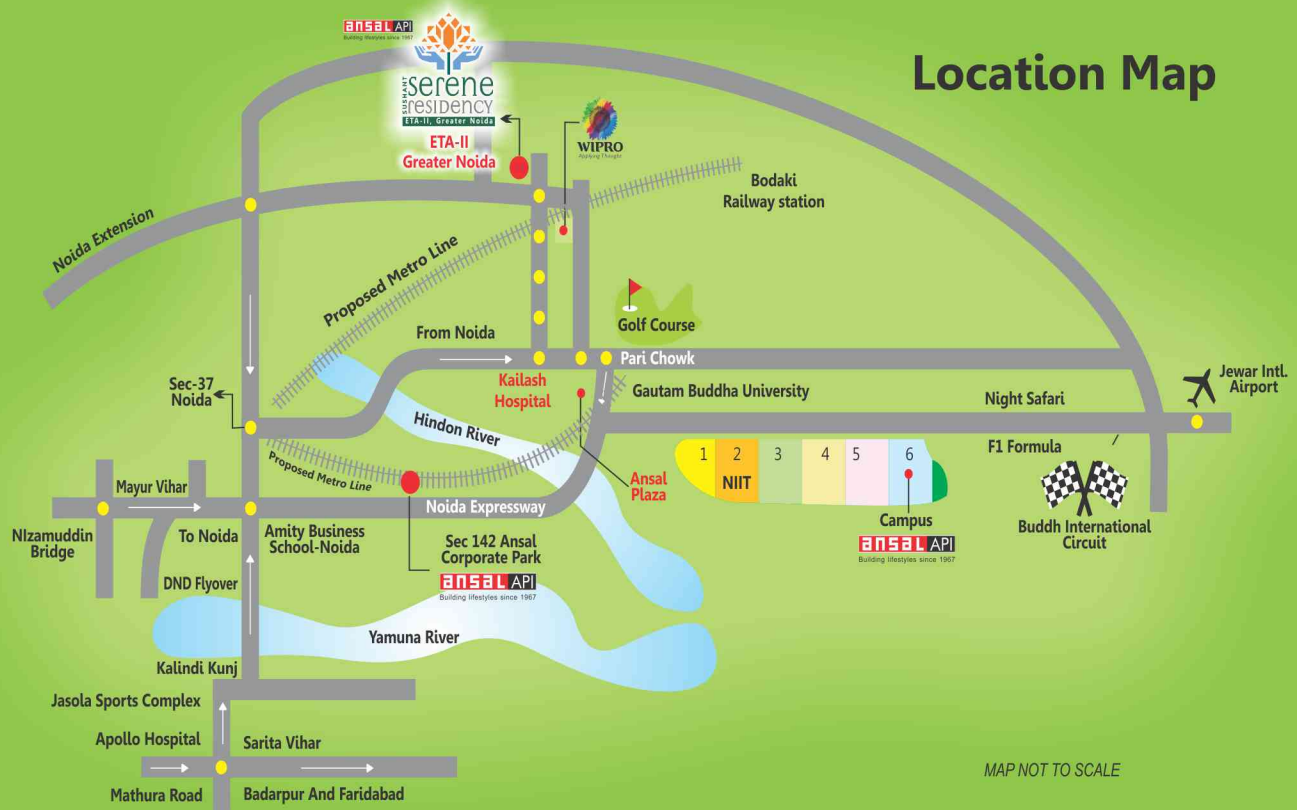 ansal API
Building lifestyles since 1967
SUSHANT
serene
residency
ETA-II, Greater Noida
ETA-II
Greater Noida
WIPRO
Applying Thought
Location Map
Bodaki
Railway station
Noida Extension
Proposed Metro Line
From Noida
Golf Course
Pari Chowk
Kailash
Hospital
Gautam Buddha University
Sec-37
Noida
Night Safari
Jewar Intl.
Airport
Hindon River
F1 Formula
Proposed Metro Line
1 2 3 4 5 6
NIIT
Ansal
Plaza
Mayur Vihar
Noida Expressway
NIzamuddin
Bridge
To Noida
Amity Business
School-Noida
Sec 142 Ansal
Corporate Park
ansal API
Building lifestyles since 1967
Campus
ansal API
Building lifestyles since 1967
Buddh International
Circuit
DND Flyover
Yamuna River
Kalindi Kunj
Jasola Sports Complex
Apollo Hospital
Sarita Vihar
MAP NOT TO SCALE
Mathura Road
Badarpur And Faridabad